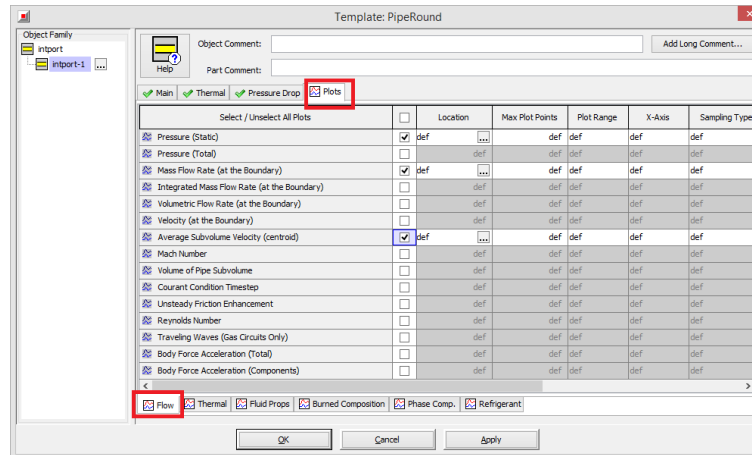 Template: PipeRound
Object Family
intport
intport-1 ...
Help
Object Comment:
Add Long Comment...
Part Comment:
Main Thermal Pressure Drop Plots
Select / Unselect All Plots Location Max Plot Points Plot Range X-Axis Sampling Type
Pressure (Static) def ... def def def def
Pressure (Total) def def def def def
Mass Flow Rate (at the Boundary) def ... def def def def
Integrated Mass Flow Rate (at the Boundary) def def def def def
Volumetric Flow Rate (at the Boundary) def def def def def
Velocity (at the Boundary) def def def def def
Average Subvolume Velocity (centroid) def ... def def def def
Mach Number def def def def def
Volume of Pipe Subvolume def def def def def
Courant Condition Timestep def def def def def
Unsteady Friction Enhancement def def def def def
Reynolds Number def def def def def
Traveling Waves (Gas Circuits Only) def def def def def
Body Force Acceleration (Total) def def def def def
Body Force Acceleration (Components) def def def def def
Flow Thermal Fluid Props Burned Composition Phase Comp. Refrigerant
OK Cancel Apply